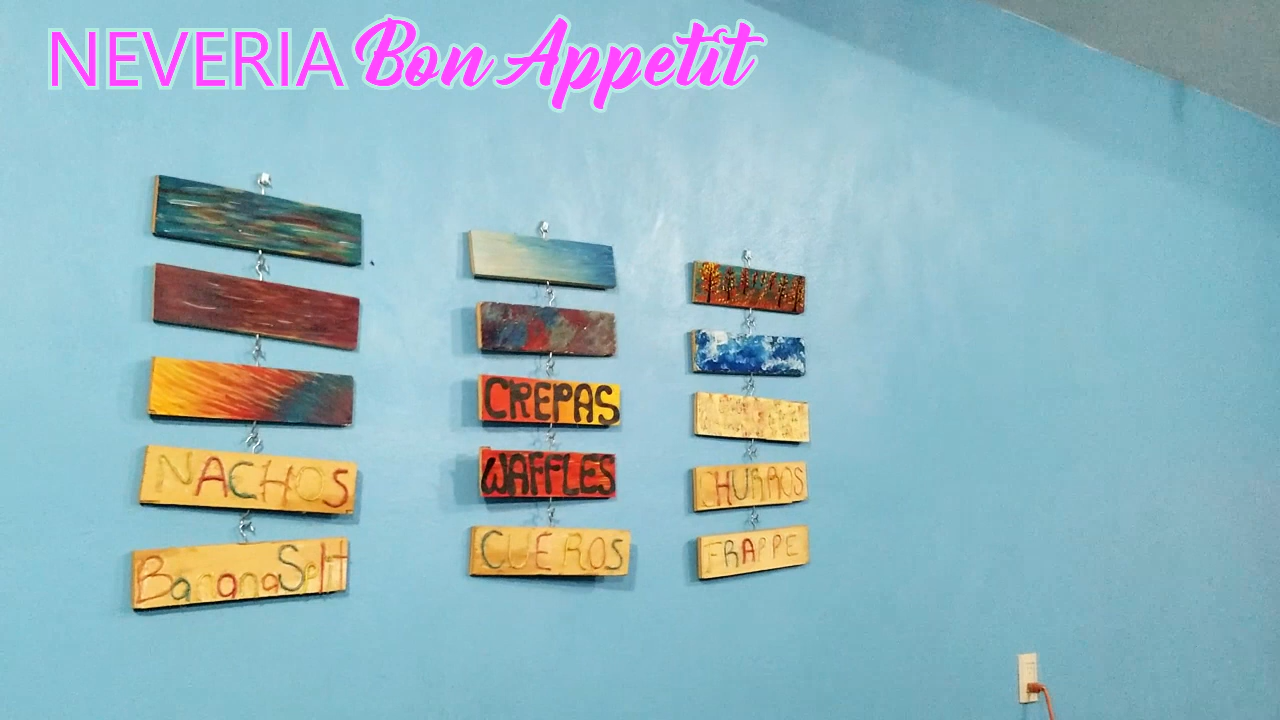 NEVERIA Bon Appetit
NACHOS
BananaSplit
CREPAS
WAFFLES
CUEROS
CHURROS
FRAPPE